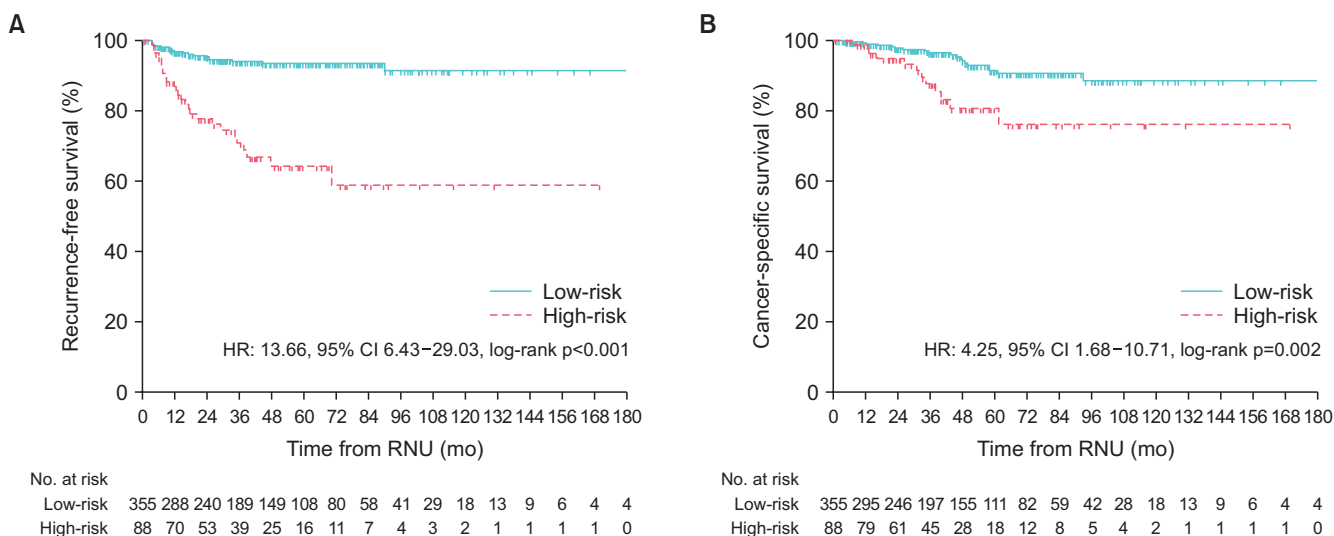 A
Recurrence-free survival (%)
100
80
60
40
20
0
Low-risk
High-risk
HR: 13.66, 95% CI 6.43–29.03, log-rank p<0.001
0 12 24 36 48 60 72 84 96 108 120 132 144 156 168 180
Time from RNU (mo)
No. at risk
Low-risk 355 288 240 189 149 108 80 58 41 29 18 13 9 6 4 4
High-risk 88 70 53 39 25 16 11 7 4 3 2 1 1 1 1 0
B
Cancer-specific survival (%)
100
80
60
40
20
0
Low-risk
High-risk
HR: 4.25, 95% CI 1.68–10.71, log-rank p=0.002
0 12 24 36 48 60 72 84 96 108 120 132 144 156 168 180
Time from RNU (mo)
No. at risk
Low-risk 355 295 246 197 155 111 82 59 42 28 18 13 9 6 4 4
High-risk 88 79 61 45 28 18 12 8 5 4 2 1 1 1 1 0